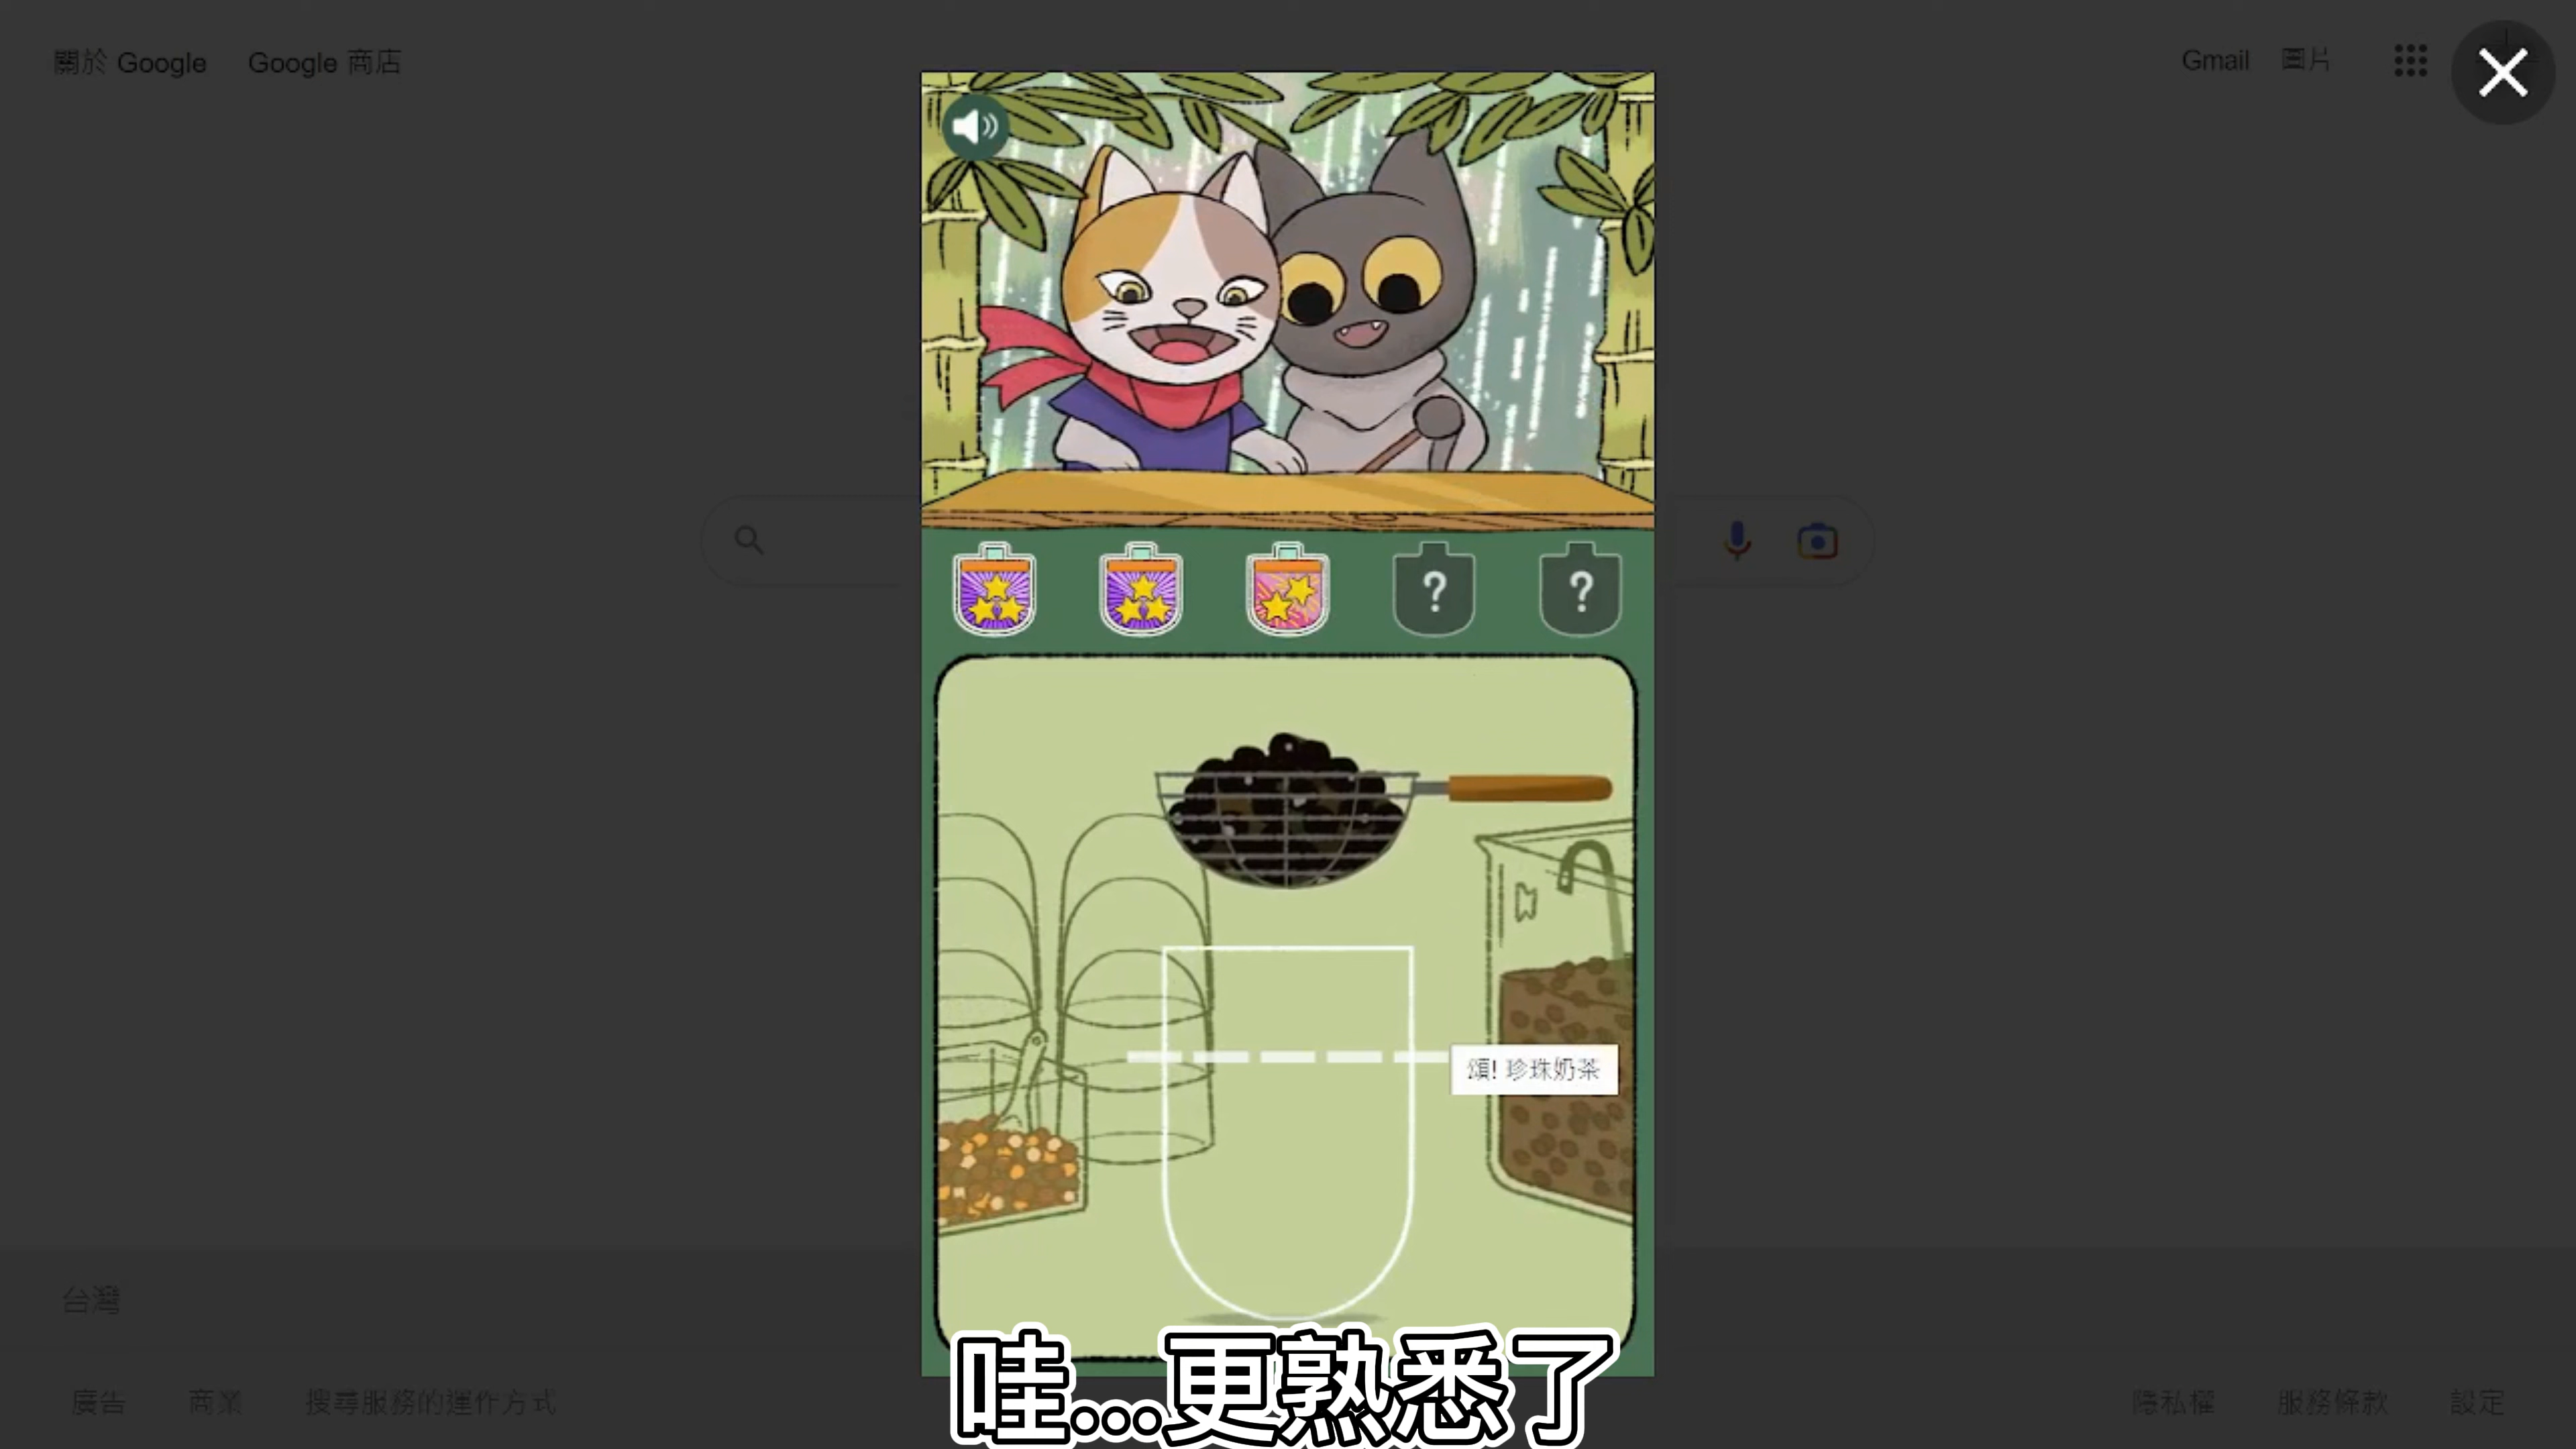 關於 Google
Google 商店
Gmail
圖片
?
?
頌! 珍珠奶茶
台灣
哇...更熟悉了
廣告
商業
搜尋服務的運作方式
隱私權
服務條款
設定